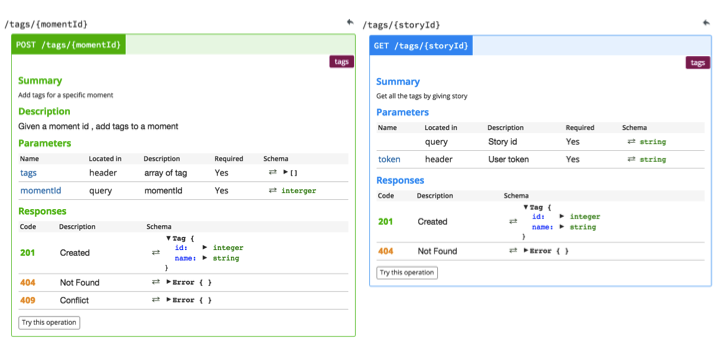 /tags/{momentId}
POST /tags/{momentId}
tags
Summary
Add tags for a specific moment
Description
Given a moment id , add tags to a moment
Parameters
Name Located in Description Required Schema
tags header array of tag Yes ⇄ ▶[]
momentId query momentId Yes ⇄ interger
Responses
Code Description Schema
201 Created ⇄ ▼Tag {
id: ▶ integer
name: ▶ string
}
404 Not Found ⇄ ▶Error { }
409 Conflict ⇄ ▶Error { }
Try this operation
/tags/{storyId}
GET /tags/{storyId}
tags
Summary
Get all the tags by giving story
Parameters
Name Located in Description Required Schema
query Story id Yes ⇄ string
token header User token Yes ⇄ string
Responses
Code Description Schema
201 Created ⇄ ▼Tag {
id: ▶ integer
name: ▶ string
}
404 Not Found ⇄ ▶Error { }
Try this operation